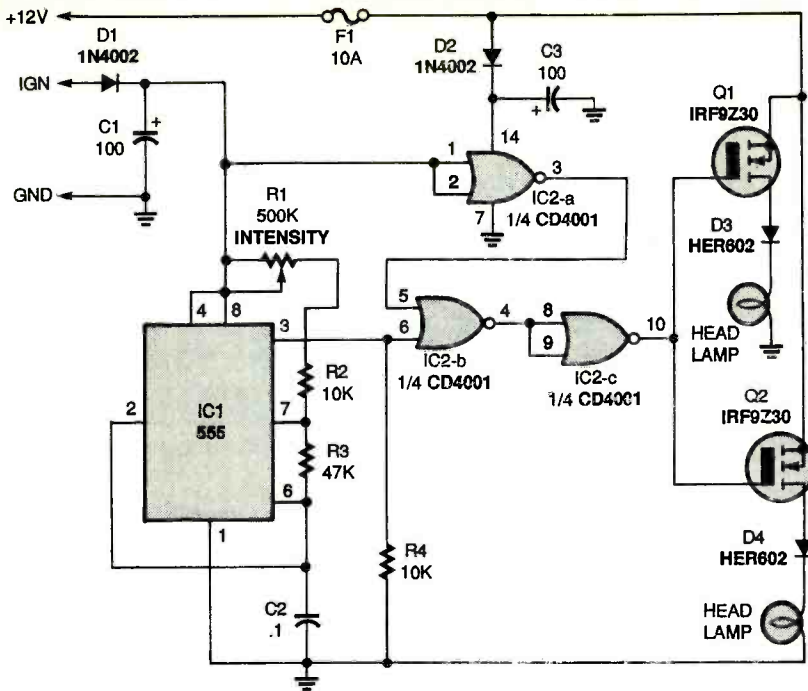 +12V
F1
10A
D1
1N4002
IGN
C1
100
+
GND
D2
1N4002
C3
100
+
14
1
2
3
7
IC2-a
1/4 CD4001
Q1
IRF9Z30
D3
HER602
HEAD
LAMP
R1
500K
INTENSITY
4
8
3
2
IC1
555
7
6
1
R2
10K
R3
47K
C2
.1
R4
10K
5
6
4
IC2-b
1/4 CD4001
8
9
10
IC2-c
1/4 CD4001
Q2
IRF9Z30
D4
HER602
HEAD
LAMP